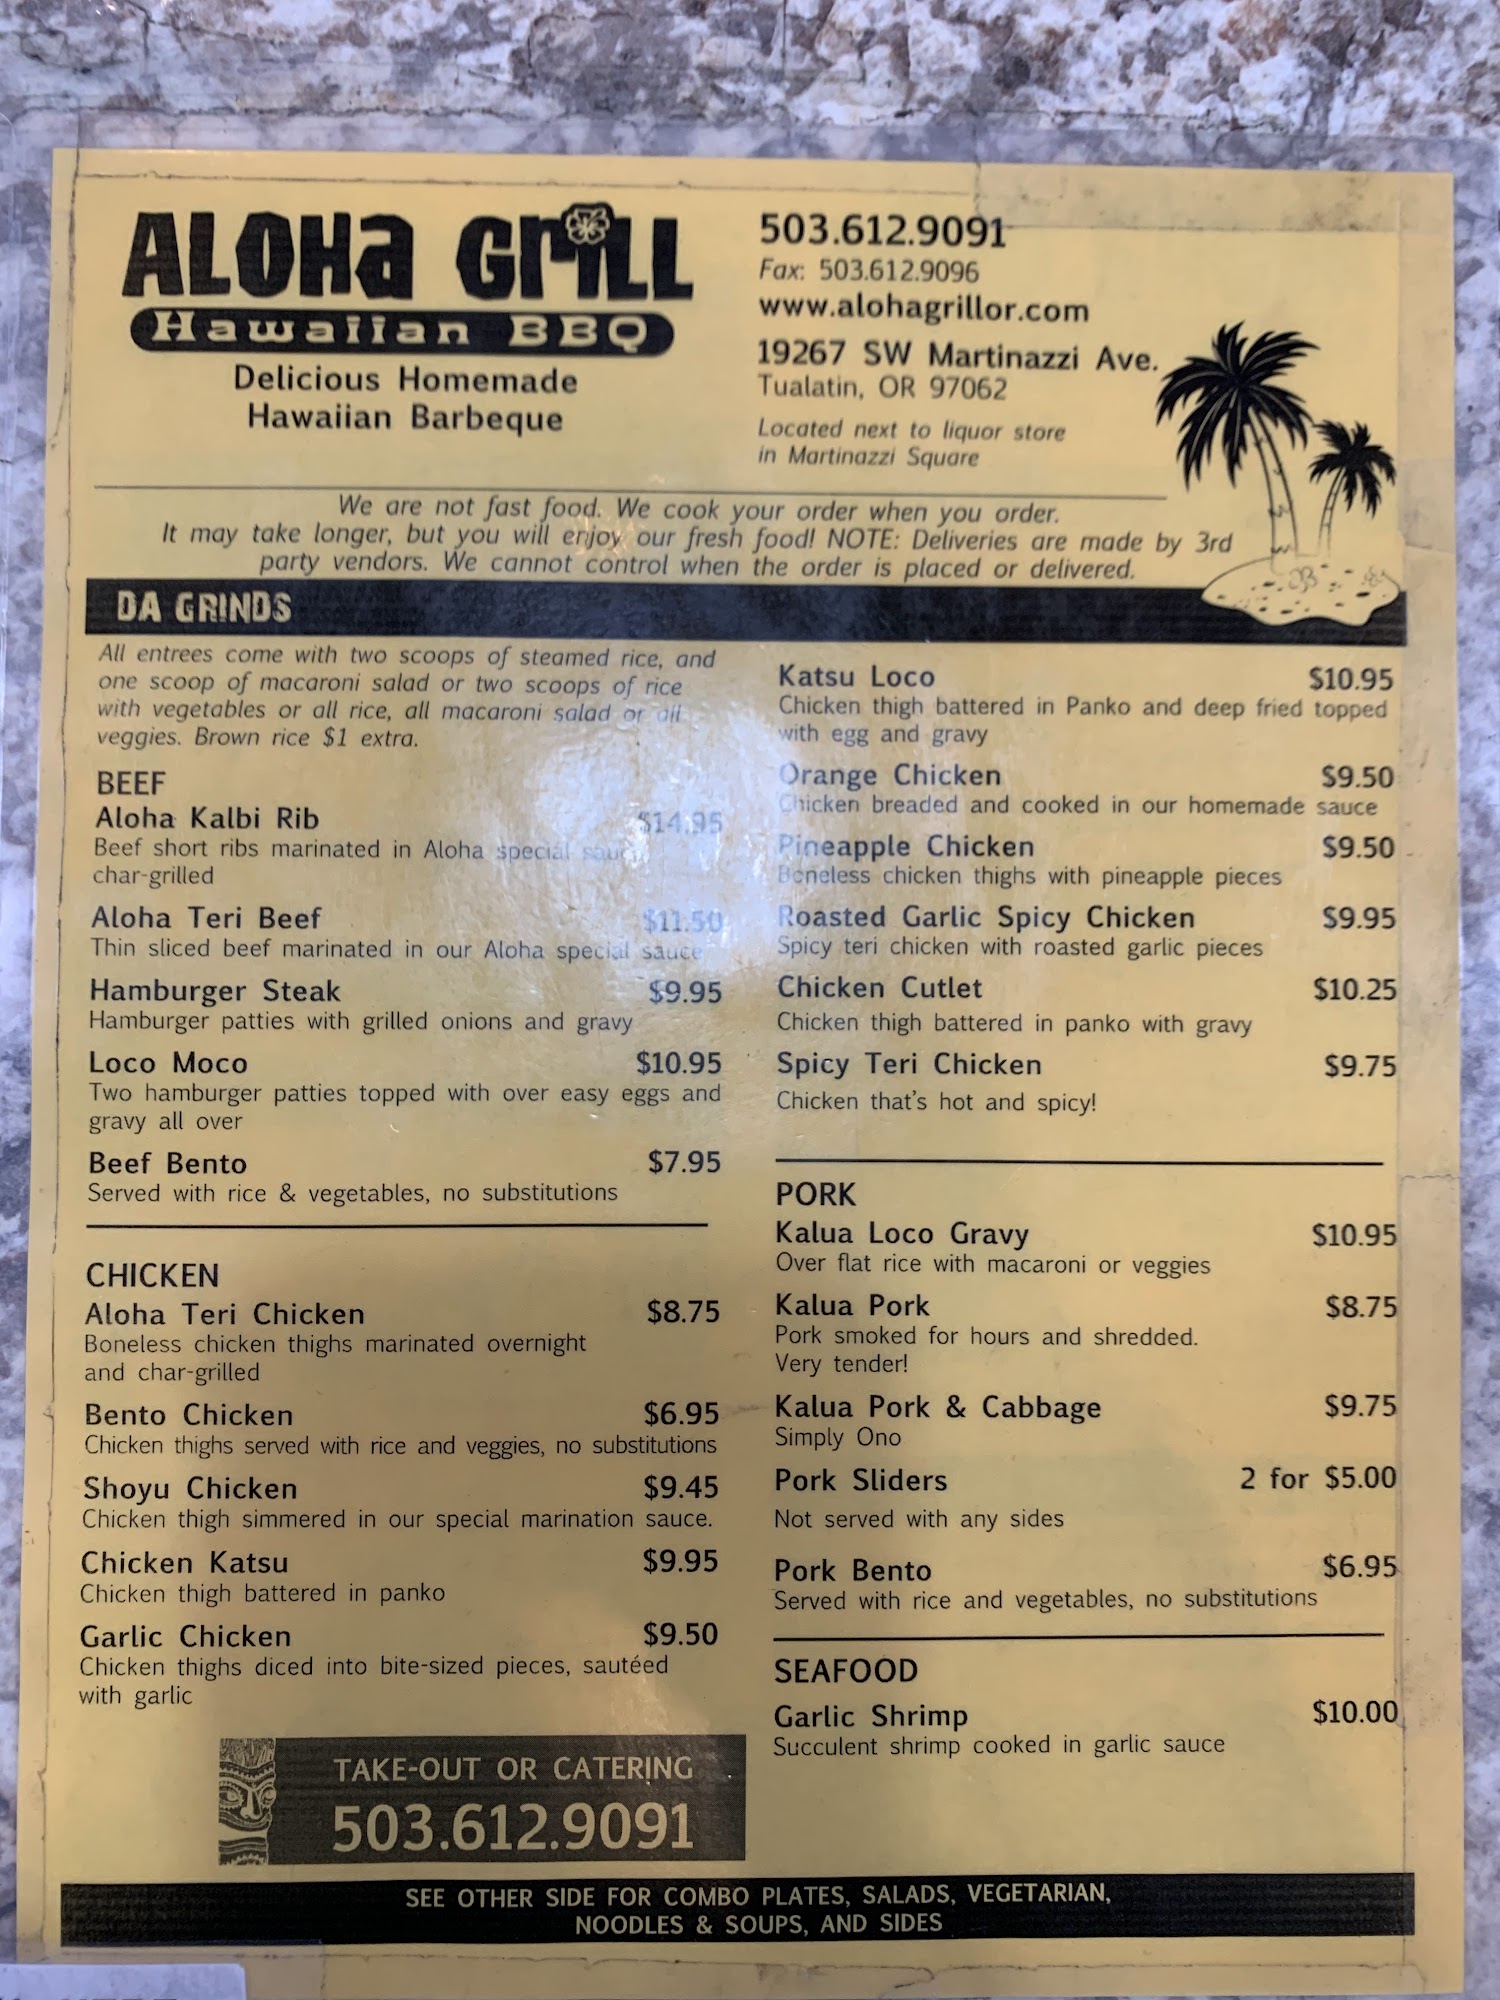 ALOHA GRILL
Hawaiian BBQ
Delicious Homemade
Hawaiian Barbeque
503.612.9091
Fax: 503.612.9096
www.alohagrillor.com
19267 SW Martinazzi Ave.
Tualatin, OR 97062
Located next to liquor store
in Martinazzi Square
We are not fast food. We cook your order when you order.
It may take longer, but you will enjoy our fresh food! NOTE: Deliveries are made by 3rd
party vendors. We cannot control when the order is placed or delivered.
DA GRINDS
All entrees come with two scoops of steamed rice, and
one scoop of macaroni salad or two scoops of rice
with vegetables or all rice, all macaroni salad or all
veggies. Brown rice $1 extra.
BEEF
Aloha Kalbi Rib $14.95
Beef short ribs marinated in Aloha special sauce
char-grilled
Aloha Teri Beef $11.50
Thin sliced beef marinated in our Aloha special sauce
Hamburger Steak $9.95
Hamburger patties with grilled onions and gravy
Loco Moco $10.95
Two hamburger patties topped with over easy eggs and
gravy all over
Beef Bento $7.95
Served with rice & vegetables, no substitutions
CHICKEN
Aloha Teri Chicken $8.75
Boneless chicken thighs marinated overnight
and char-grilled
Bento Chicken $6.95
Chicken thighs served with rice and veggies, no substitutions
Shoyu Chicken $9.45
Chicken thigh simmered in our special marination sauce.
Chicken Katsu $9.95
Chicken thigh battered in panko
Garlic Chicken $9.50
Chicken thighs diced into bite-sized pieces, sautéed
with garlic
Katsu Loco $10.95
Chicken thigh battered in Panko and deep fried topped
with egg and gravy
Orange Chicken $9.50
Chicken breaded and cooked in our homemade sauce
Pineapple Chicken $9.50
Boneless chicken thighs with pineapple pieces
Roasted Garlic Spicy Chicken $9.95
Spicy teri chicken with roasted garlic pieces
Chicken Cutlet $10.25
Chicken thigh battered in panko with gravy
Spicy Teri Chicken $9.75
Chicken that's hot and spicy!
PORK
Kalua Loco Gravy $10.95
Over flat rice with macaroni or veggies
Kalua Pork $8.75
Pork smoked for hours and shredded.
Very tender!
Kalua Pork & Cabbage $9.75
Simply Ono
Pork Sliders 2 for $5.00
Not served with any sides
Pork Bento $6.95
Served with rice and vegetables, no substitutions
SEAFOOD
Garlic Shrimp $10.00
Succulent shrimp cooked in garlic sauce
TAKE-OUT OR CATERING
503.612.9091
SEE OTHER SIDE FOR COMBO PLATES, SALADS, VEGETARIAN,
NOODLES & SOUPS, AND SIDES